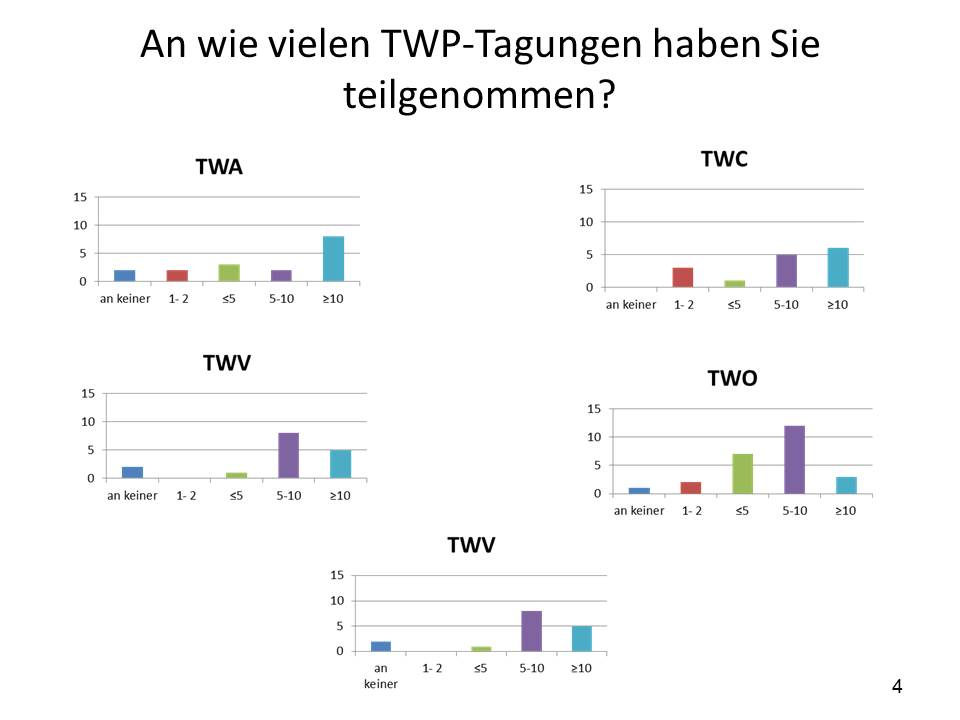 An wie vielen TWP-Tagungen haben Sie
teilgenommen?
TWA
15
10
5
0
an keiner 1- 2 ≤5 5-10 ≥10
TWC
15
10
5
0
an keiner 1- 2 ≤5 5-10 ≥10
TWV
15
10
5
0
an keiner 1- 2 ≤5 5-10 ≥10
TWO
15
10
5
0
an keiner 1- 2 ≤5 5-10 ≥10
TWV
15
10
5
0
an 1- 2 ≤5 5-10 ≥10
keiner
4